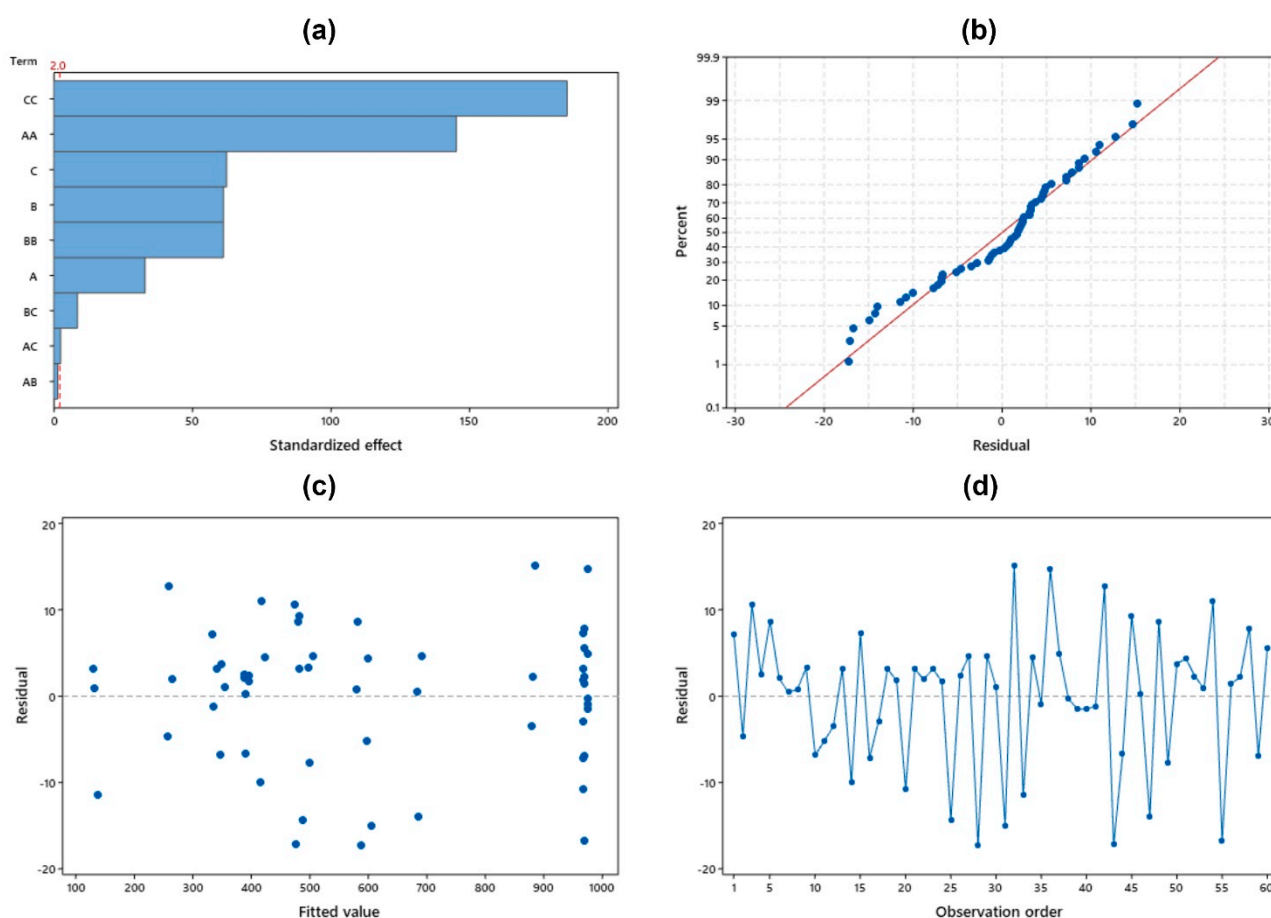 (a)
Term
2.0
CC
AA
C
B
BB
A
BC
AC
AB
0 50 100 150 200
Standardized effect
(b)
99.9
99
95
90
80
70
60
50
40
30
20
10
5
1
0.1
Percent
-30 -20 -10 0 10 20 30
Residual
(c)
20
10
0
-10
-20
Residual
100 200 300 400 500 600 700 800 900 1000
Fitted value
(d)
20
10
0
-10
-20
Residual
1 5 10 15 20 25 30 35 40 45 50 55 60
Observation order